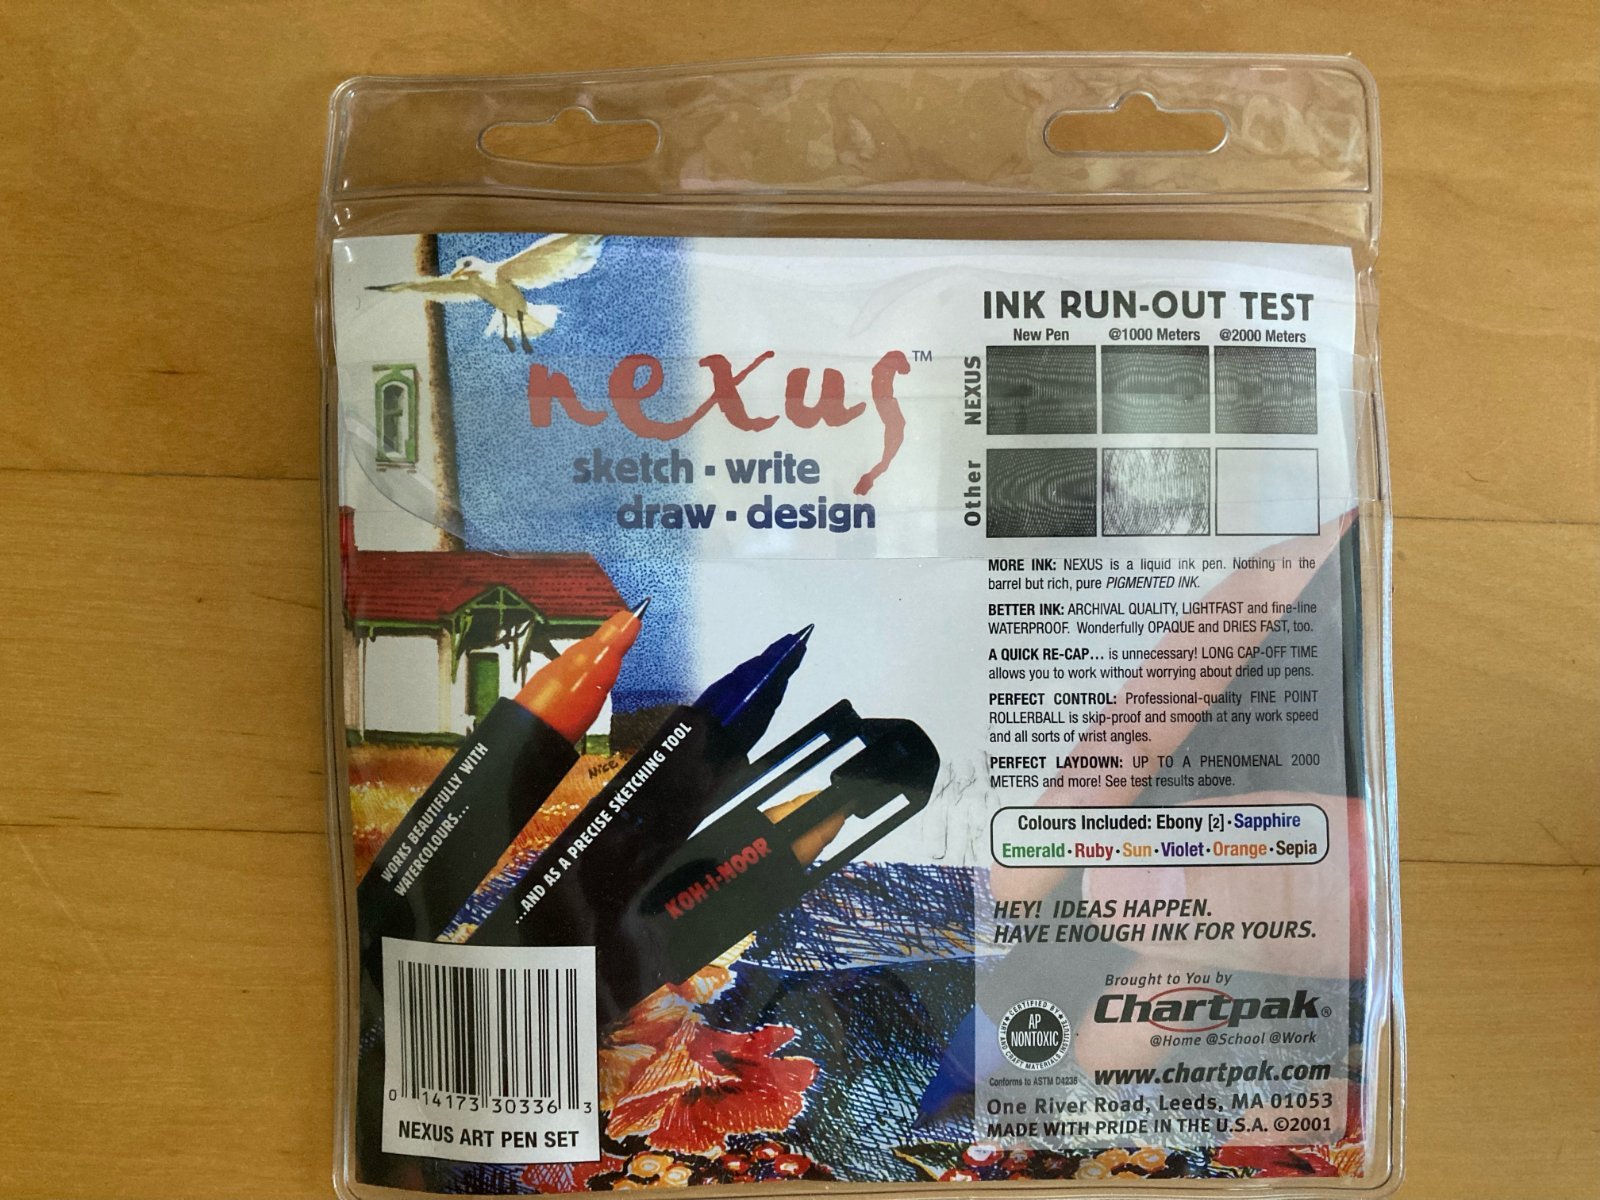 nexus™
sketch ▪ write
draw ▪ design
INK RUN-OUT TEST
New Pen @1000 Meters @2000 Meters
NEXUS
Other
MORE INK: NEXUS is a liquid ink pen. Nothing in the
barrel but rich, pure PIGMENTED INK.
BETTER INK: ARCHIVAL QUALITY, LIGHTFAST and fine-line
WATERPROOF. Wonderfully OPAQUE and DRIES FAST, too.
A QUICK RE-CAP... is unnecessary! LONG CAP-OFF TIME
allows you to work without worrying about dried up pens.
PERFECT CONTROL: Professional-quality FINE POINT
ROLLERBALL is skip-proof and smooth at any work speed
and all sorts of wrist angles.
PERFECT LAYDOWN: UP TO A PHENOMENAL 2000
METERS and more! See test results above.
Colours Included: Ebony [2] • Sapphire
Emerald • Ruby • Sun • Violet • Orange • Sepia
HEY! IDEAS HAPPEN.
HAVE ENOUGH INK FOR YOURS.
Brought to You by
Chartpak®
@Home @School @Work
CERTIFIED BY
AP
NONTOXIC
ART AND CRAFT MATERIALS INSTITUTE
Conforms to ASTM D4236
www.chartpak.com
One River Road, Leeds, MA 01053
MADE WITH PRIDE IN THE U.S.A. ©2001
WORKS BEAUTIFULLY WITH
WATERCOLOURS...
...AND AS A PRECISE SKETCHING TOOL
KOH-I-NOOR
0 14173 30336 3
NEXUS ART PEN SET